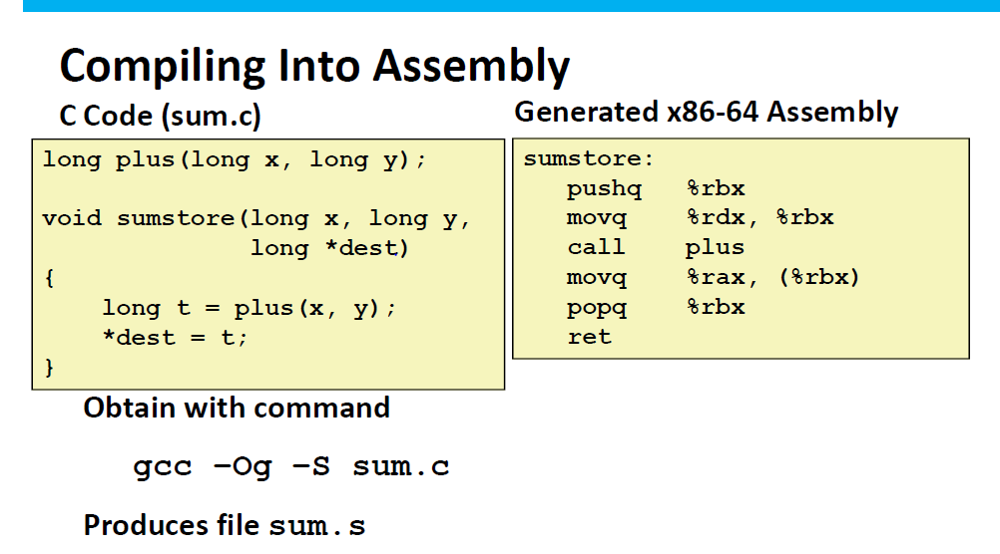 Compiling Into Assembly
C Code (sum.c)
long plus(long x, long y);
void sumstore(long x, long y,
              long *dest)
{
    long t = plus(x, y);
    *dest = t;
}
Generated x86-64 Assembly
sumstore:
   pushq   %rbx
   movq    %rdx, %rbx
   call    plus
   movq    %rax, (%rbx)
   popq    %rbx
   ret
Obtain with command
gcc –Og –S sum.c
Produces file sum.s